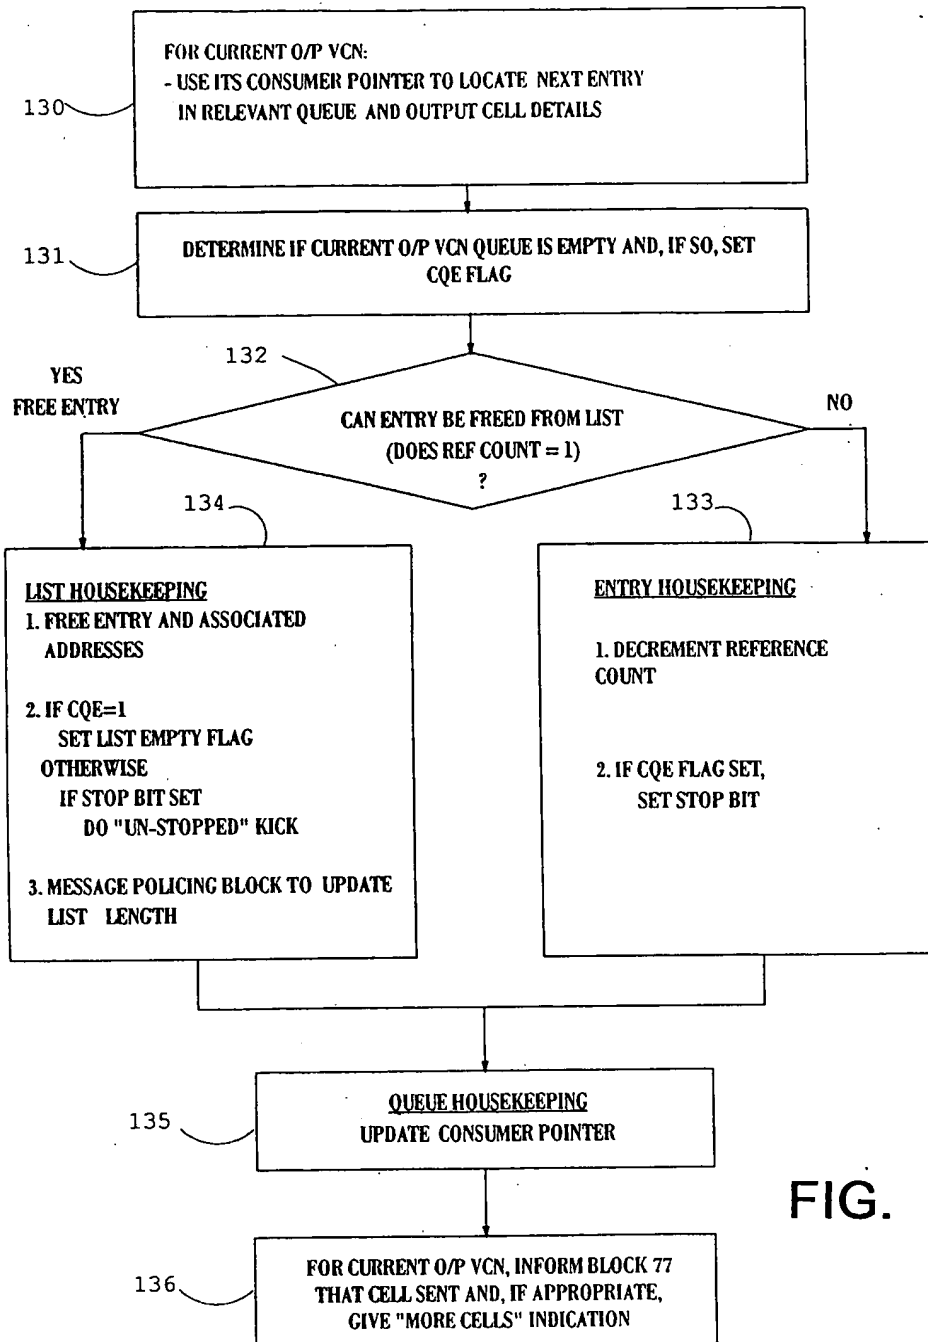 FOR CURRENT O/P VCN:
- USE ITS CONSUMER POINTER TO LOCATE NEXT ENTRY
IN RELEVANT QUEUE AND OUTPUT CELL DETAILS
130
DETERMINE IF CURRENT O/P VCN QUEUE IS EMPTY AND, IF SO, SET
CQE FLAG
131
132
YES
FREE ENTRY
NO
CAN ENTRY BE FREED FROM LIST
(DOES REF COUNT = 1)
?
134
133
LIST HOUSEKEEPING
1. FREE ENTRY AND ASSOCIATED
ADDRESSES
2. IF CQE=1
SET LIST EMPTY FLAG
OTHERWISE
IF STOP BIT SET
DO "UN-STOPPED" KICK
3. MESSAGE POLICING BLOCK TO UPDATE
LIST LENGTH
ENTRY HOUSEKEEPING
1. DECREMENT REFERENCE
COUNT
2. IF CQE FLAG SET,
SET STOP BIT
QUEUE HOUSEKEEPING
UPDATE CONSUMER POINTER
135
FIG.
FOR CURRENT O/P VCN, INFORM BLOCK 77
THAT CELL SENT AND, IF APPROPRIATE,
GIVE "MORE CELLS" INDICATION
136